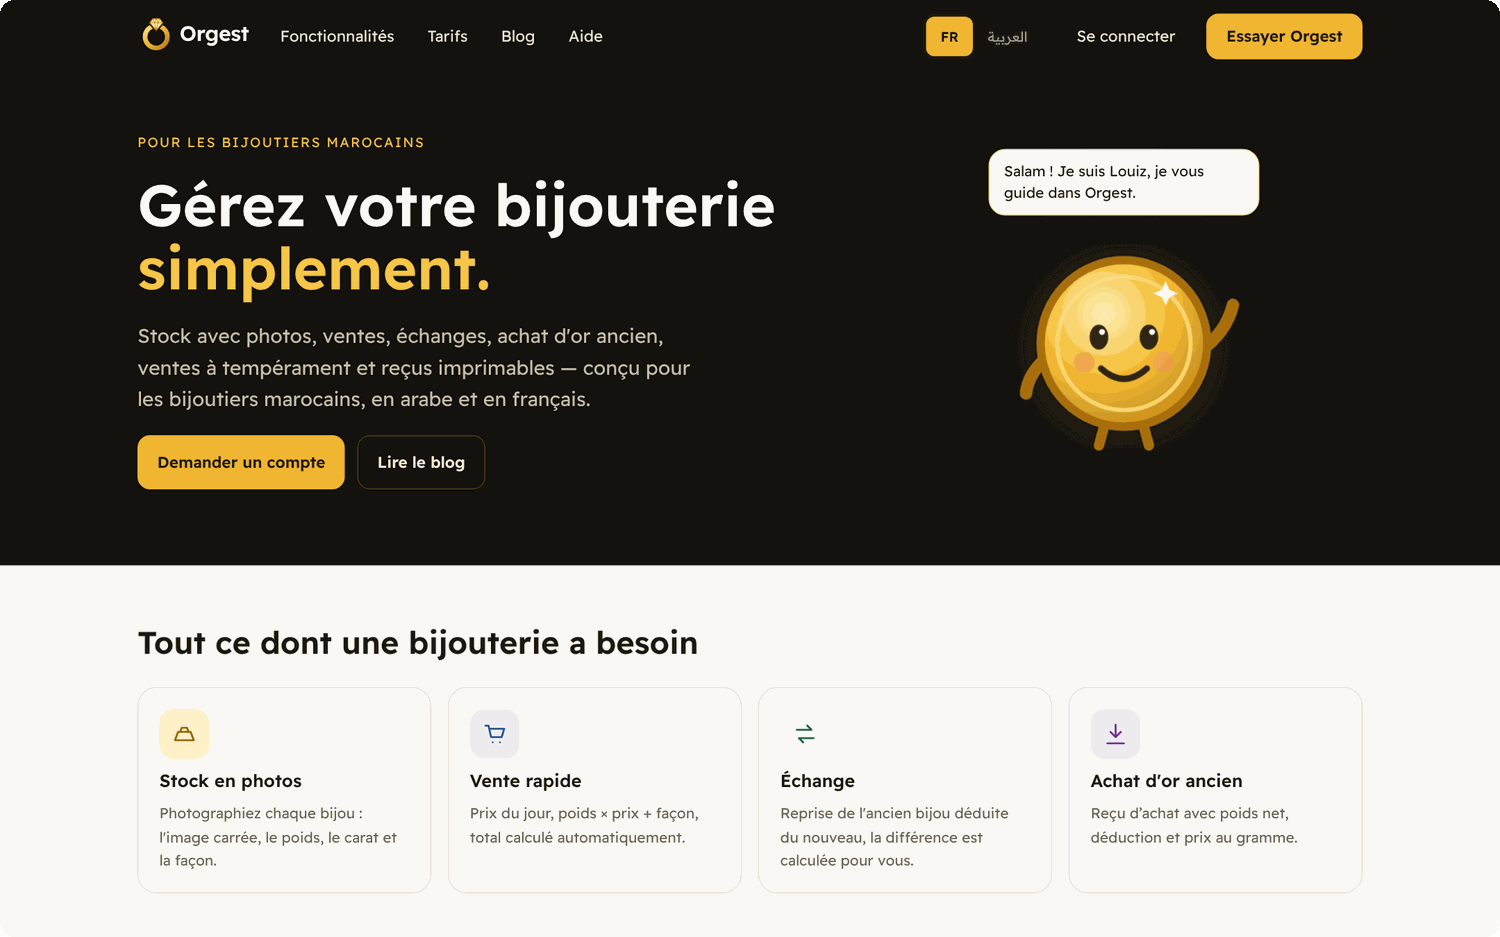 Orgest
Fonctionnalités
Tarifs
Blog
Aide
FR
العربية
Se connecter
Essayer Orgest
POUR LES BIJOUTIERS MAROCAINS
Gérez votre bijouterie
simplement.
Stock avec photos, ventes, échanges, achat d'or ancien,
ventes à tempérament et reçus imprimables — conçu pour
les bijoutiers marocains, en arabe et en français.
Demander un compte
Lire le blog
Salam ! Je suis Louiz, je vous
guide dans Orgest.
Tout ce dont une bijouterie a besoin
Stock en photos
Photographiez chaque bijou :
l'image carrée, le poids, le carat et
la façon.
Vente rapide
Prix du jour, poids × prix + façon,
total calculé automatiquement.
Échange
Reprise de l'ancien bijou déduite
du nouveau, la différence est
calculée pour vous.
Achat d'or ancien
Reçu d’achat avec poids net,
déduction et prix au gramme.